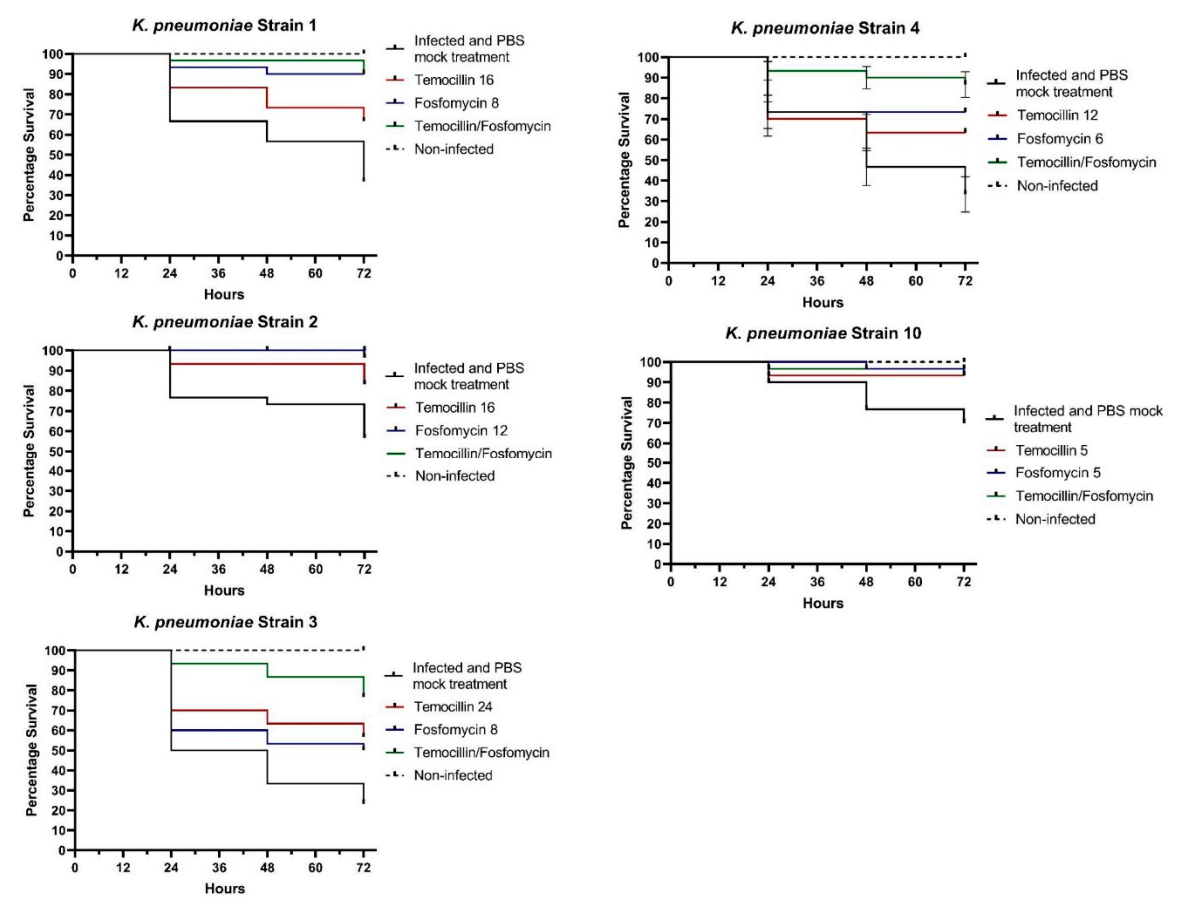 K. pneumoniae Strain 1
Percentage Survival
100
90
80
70
60
50
40
30
20
10
0
0 12 24 36 48 60 72
Hours
Infected and PBS
mock treatment
Temocillin 16
Fosfomycin 8
Temocillin/Fosfomycin
Non-infected
K. pneumoniae Strain 4
Percentage Survival
100
90
80
70
60
50
40
30
20
10
0
0 12 24 36 48 60 72
Hours
Infected and PBS
mock treatment
Temocillin 12
Fosfomycin 6
Temocillin/Fosfomycin
Non-infected
K. pneumoniae Strain 2
Percentage Survival
100
90
80
70
60
50
40
30
20
10
0
0 12 24 36 48 60 72
Hours
Infected and PBS
mock treatment
Temocillin 16
Fosfomycin 12
Temocillin/Fosfomycin
Non-infected
K. pneumoniae Strain 10
Percentage Survival
100
90
80
70
60
50
40
30
20
10
0
0 12 24 36 48 60 72
Hours
Infected and PBS mock
treatment
Temocillin 5
Fosfomycin 5
Temocillin/Fosfomycin
Non-infected
K. pneumoniae Strain 3
Percentage Survival
100
90
80
70
60
50
40
30
20
10
0
0 12 24 36 48 60 72
Hours
Infected and PBS
mock treatment
Temocillin 24
Fosfomycin 8
Temocillin/Fosfomycin
Non-infected